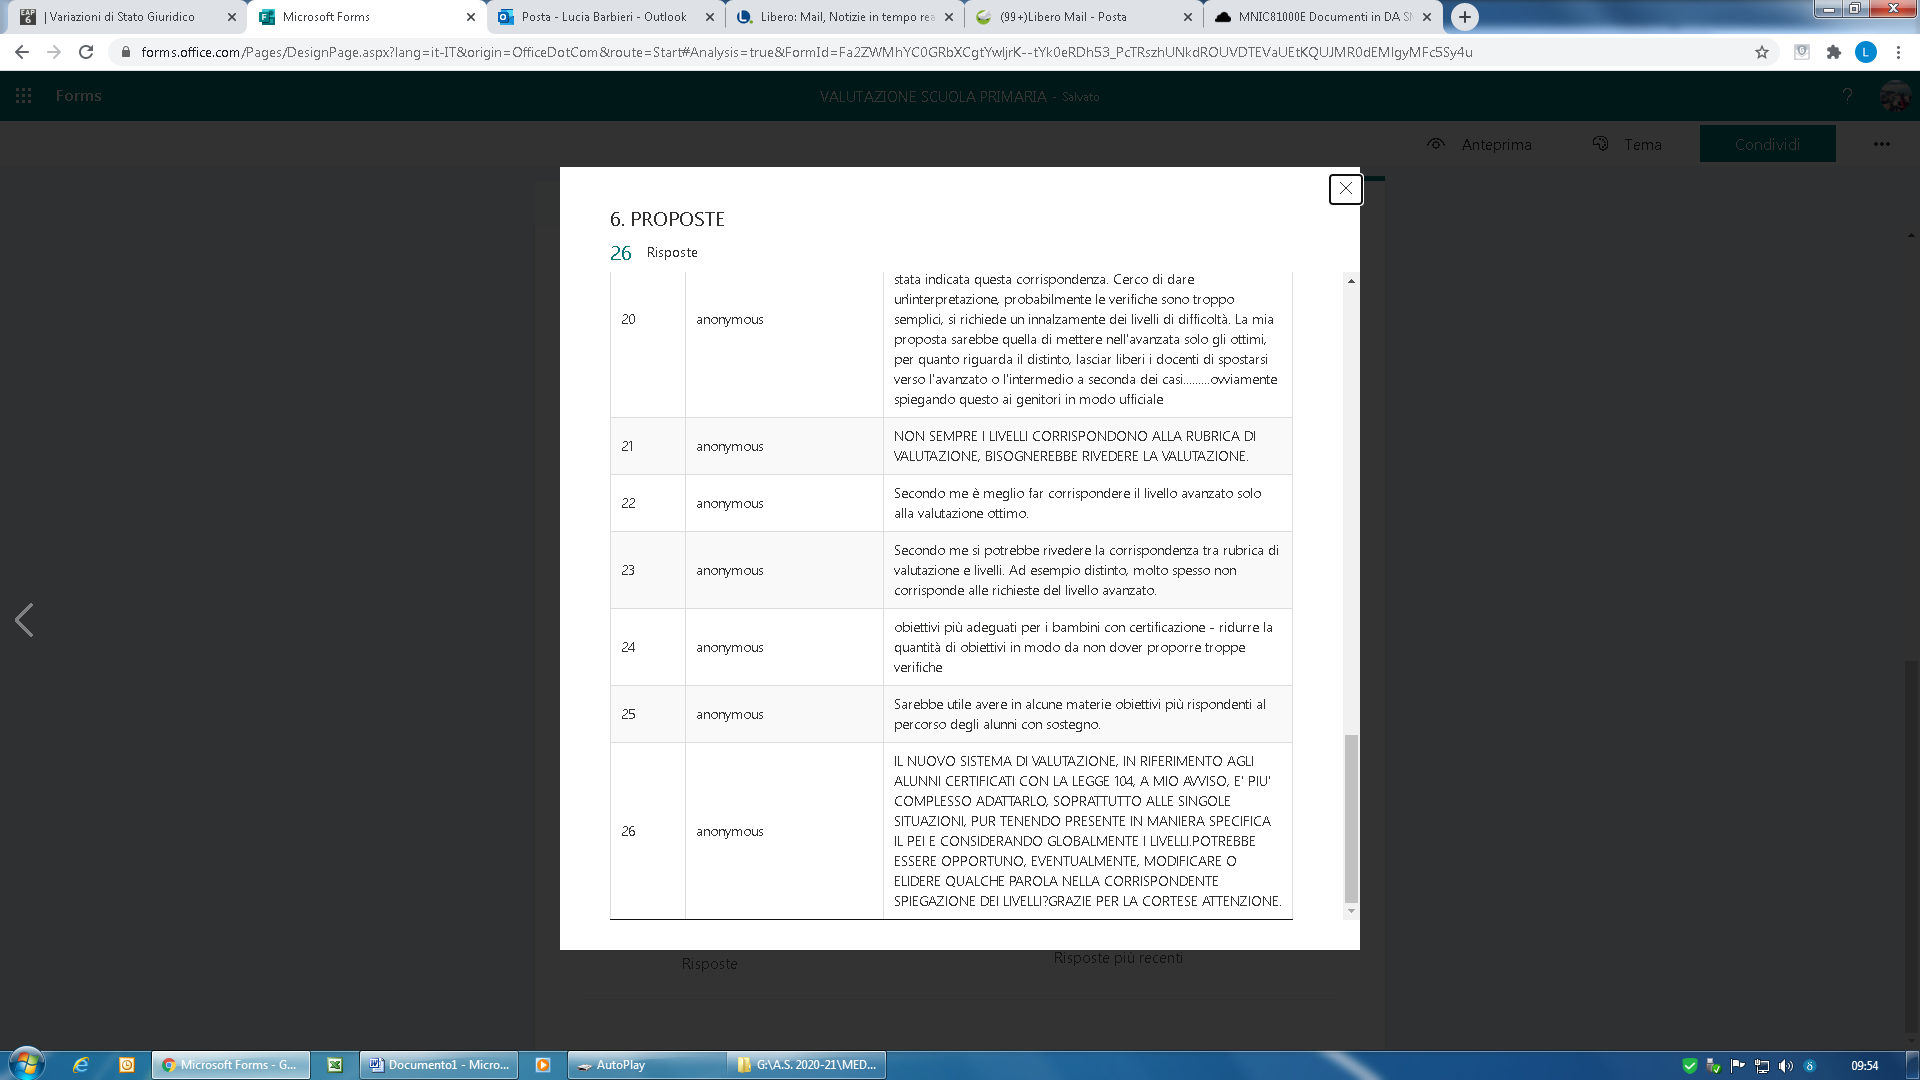 | Variazioni di Stato Giuridico
Microsoft Forms
Posta - Lucia Barbieri - Outlook
Libero: Mail, Notizie in tempo rea
(99+)Libero Mail - Posta
MNIC81000E Documenti in DA
forms.office.com/Pages/DesignPage.aspx?lang=it-IT&origin=OfficeDotCom&route=Start#Analysis=true&FormId=Fa2ZWMhYC0GRbXCgtYwIjrK--tYk0eRDh53_PcTRszhUNkdROUVDTEVaUEtKQUJMR0dEMlgyMFc5Sy4u
Forms
VALUTAZIONE SCUOLA PRIMARIA - Salvato
?
Anteprima
Tema
Condividi
6. PROPOSTE
26 Risposte
20 anonymous
stata indicata questa corrispondenza. Cerco di dare
un'interpretazione, probabilmente le verifiche sono troppo
semplici, si richiede un innalzamente dei livelli di difficoltà. La mia
proposta sarebbe quella di mettere nell'avanzata solo gli ottimi,
per quanto riguarda il distinto, lasciar liberi i docenti di spostarsi
verso l'avanzato o l'intermedio a seconda dei casi.........ovviamente
spiegando questo ai genitori in modo ufficiale
21 anonymous
NON SEMPRE I LIVELLI CORRISPONDONO ALLA RUBRICA DI
VALUTAZIONE, BISOGNEREBBE RIVEDERE LA VALUTAZIONE.
22 anonymous
Secondo me è meglio far corrispondere il livello avanzato solo
alla valutazione ottimo.
23 anonymous
Secondo me si potrebbe rivedere la corrispondenza tra rubrica di
valutazione e livelli. Ad esempio distinto, molto spesso non
corrisponde alle richieste del livello avanzato.
24 anonymous
obiettivi più adeguati per i bambini con certificazione - ridurre la
quantità di obiettivi in modo da non dover proporre troppe
verifiche
25 anonymous
Sarebbe utile avere in alcune materie obiettivi più rispondenti al
percorso degli alunni con sostegno.
26 anonymous
IL NUOVO SISTEMA DI VALUTAZIONE, IN RIFERIMENTO AGLI
ALUNNI CERTIFICATI CON LA LEGGE 104, A MIO AVVISO, E' PIU'
COMPLESSO ADATTARLO, SOPRATTUTTO ALLE SINGOLE
SITUAZIONI, PUR TENENDO PRESENTE IN MANIERA SPECIFICA
IL PEI E CONSIDERANDO GLOBALMENTE I LIVELLI.POTREBBE
ESSERE OPPORTUNO, EVENTUALMENTE, MODIFICARE O
ELIDERE QUALCHE PAROLA NELLA CORRISPONDENTE
SPIEGAZIONE DEI LIVELLI?GRAZIE PER LA CORTESE ATTENZIONE.
Risposte
Risposte più recenti
Microsoft Forms - G...
Documento1 - Micro...
AutoPlay
G:\A.S. 2020-21\MED...
09:54